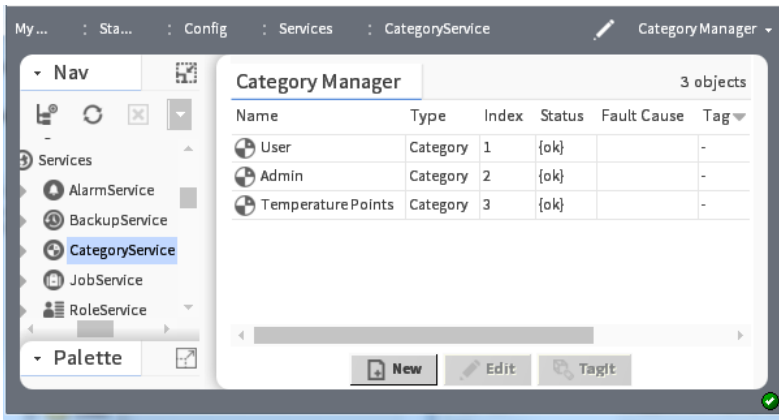 My... : Sta... : Config : Services : CategoryService Category Manager
Nav
Services
AlarmService
BackupService
CategoryService
JobService
RoleService
Palette
Category Manager 3 objects
Name Type Index Status Fault Cause Tag
User Category 1 {ok} -
Admin Category 2 {ok} -
Temperature Points Category 3 {ok} -
New Edit TagIt